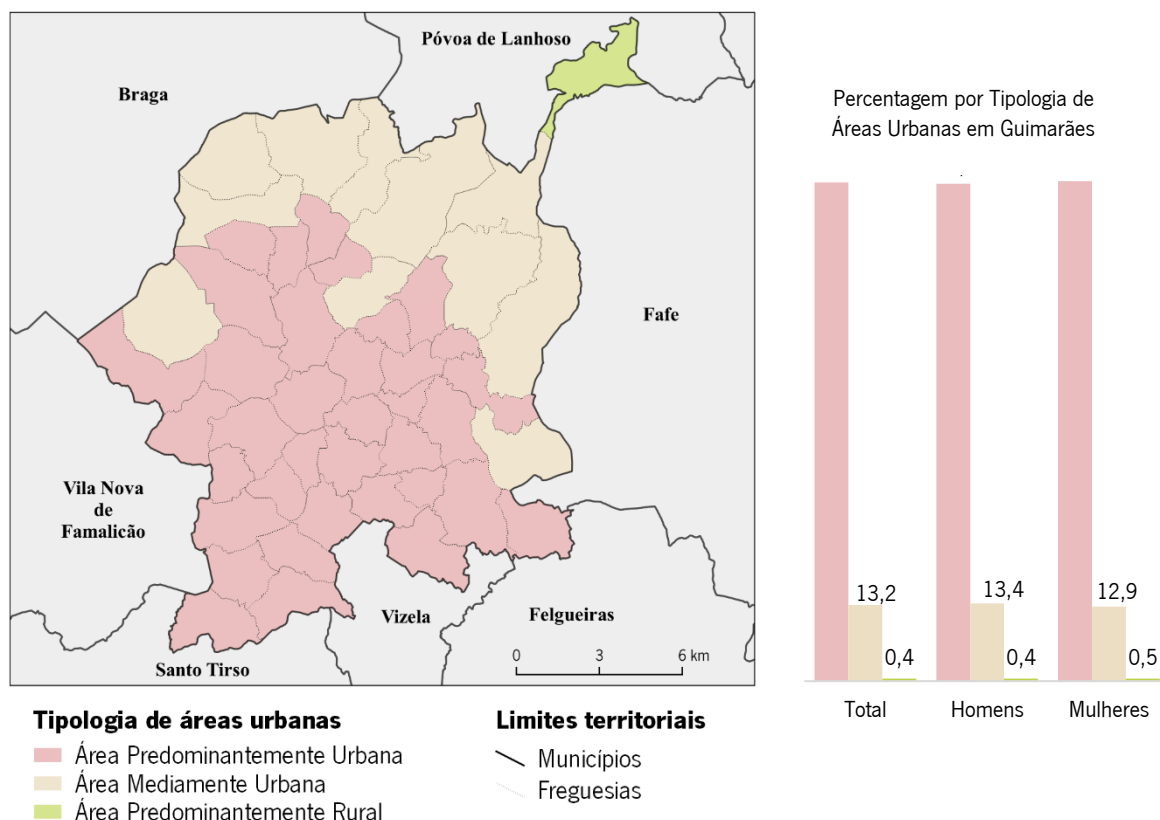 Póvoa de Lanhoso
Braga
Fafe
Vila Nova
de
Famalicão
Vizela
Felgueiras
Santo Tirso
0 3 6 km
Percentagem por Tipologia de
Áreas Urbanas em Guimarães
13,2
0,4
13,4
0,4
12,9
0,5
Total Homens Mulheres
Tipologia de áreas urbanas
Área Predominantemente Urbana
Área Mediamente Urbana
Área Predominantemente Rural
Limites territoriais
Municípios
Freguesias